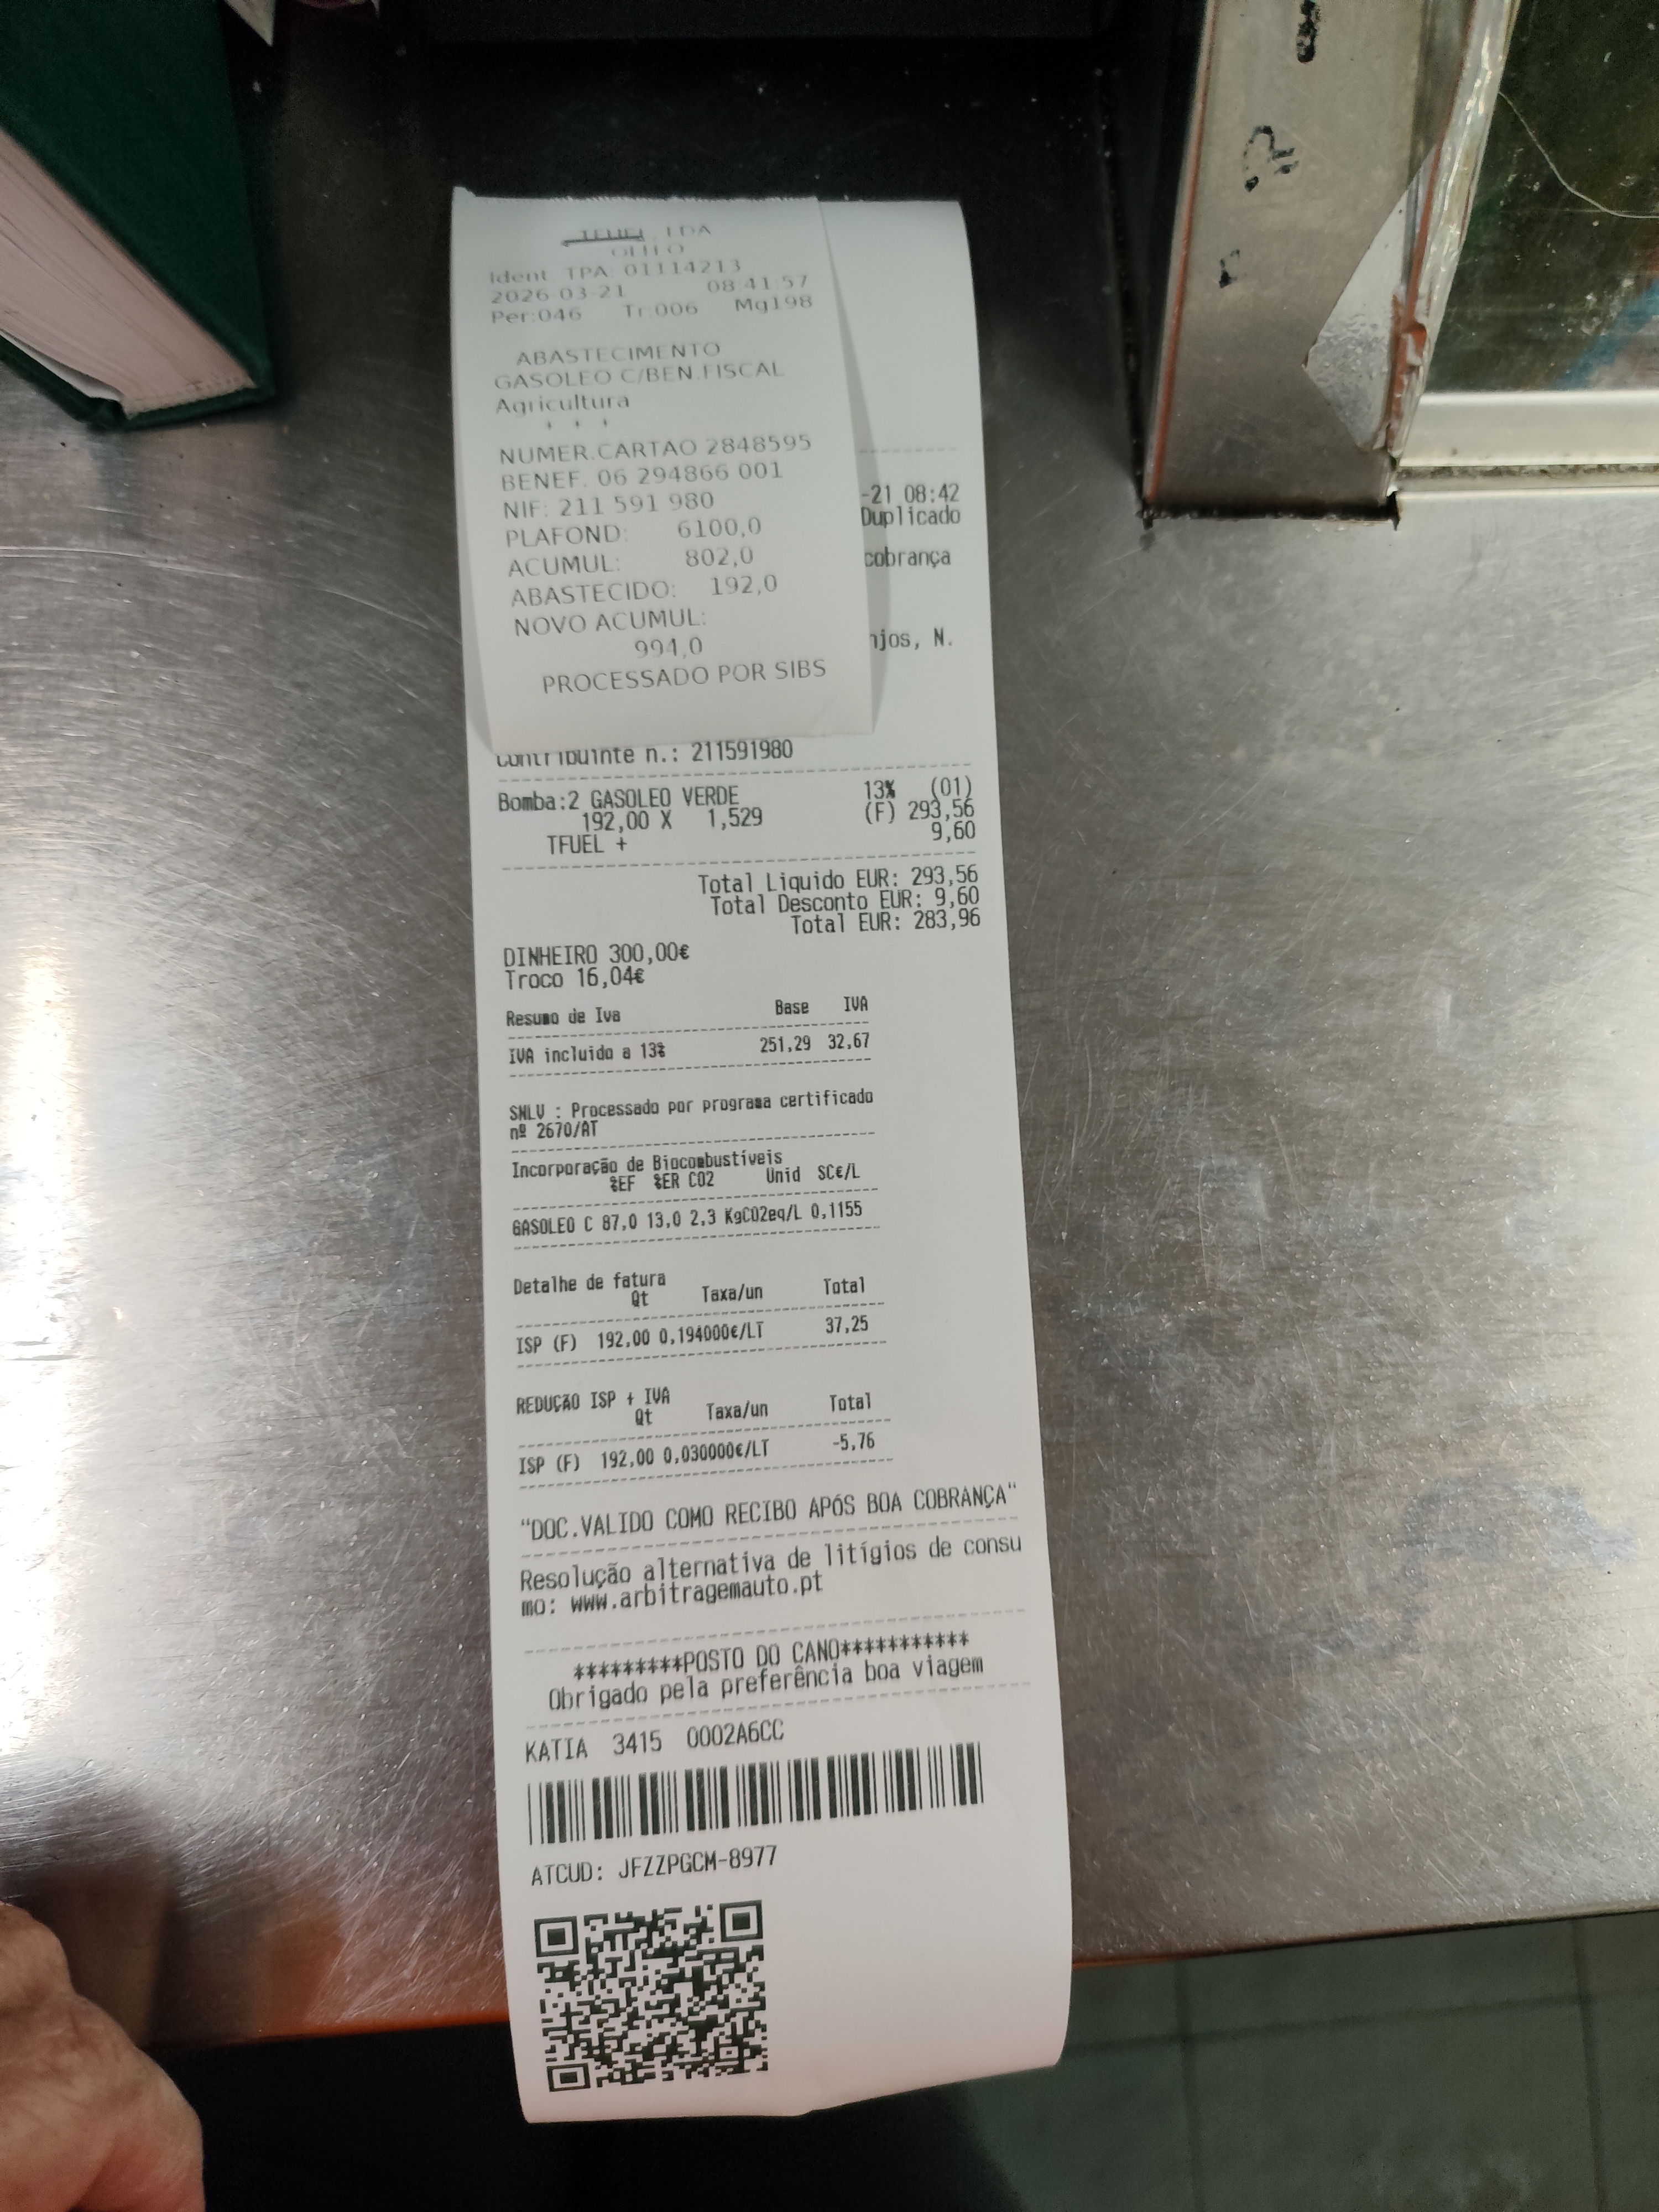 TFUEL, LDA
Ident. TPA: 01114213
2026-03-21 08:41:57
Per:046 Tr:006 Mg198
ABASTECIMENTO
GASOLEO C/BEN.FISCAL
Agricultura
NUMER.CARTAO 2848595
BENEF. 06 294866 001
NIF: 211 591 980
PLAFOND: 6100,0
ACUMUL: 802,0
ABASTECIDO: 192,0
NOVO ACUMUL:
994,0
PROCESSADO POR SIBS
-21 08:42
Duplicado
cobrança
njos, N.
Contribuinte n.: 211591980
Bomba:2 GASOLEO VERDE 13% (01)
192,00 X 1,529 (F) 293,56
TFUEL + 9,60
Total Liquido EUR: 293,56
Total Desconto EUR: 9,60
Total EUR: 283,96
DINHEIRO 300,00€
Troco 16,04€
Resumo de Iva Base IVA
IVA incluido a 13% 251,29 32,67
SNLV : Processado por programa certificado
nº 2670/AT
Incorporação de Biocombustíveis
%EF %ER CO2 Unid SC€/L
GASOLEO C 87,0 13,0 2,3 KgCO2eq/L 0,1155
Detalhe de fatura
Qt Taxa/un Total
ISP (F) 192,00 0,194000€/LT 37,25
REDUÇÃO ISP + IVA
Qt Taxa/un Total
ISP (F) 192,00 0,030000€/LT -5,76
"DOC.VALIDO COMO RECIBO APÓS BOA COBRANÇA"
Resolução alternativa de litígios de consu
mo: www.arbitragemauto.pt
*********POSTO DO CANO***********
Obrigado pela preferência boa viagem
KATIA 3415 0002A6CC
ATCUD: JFZZPGCM-8977